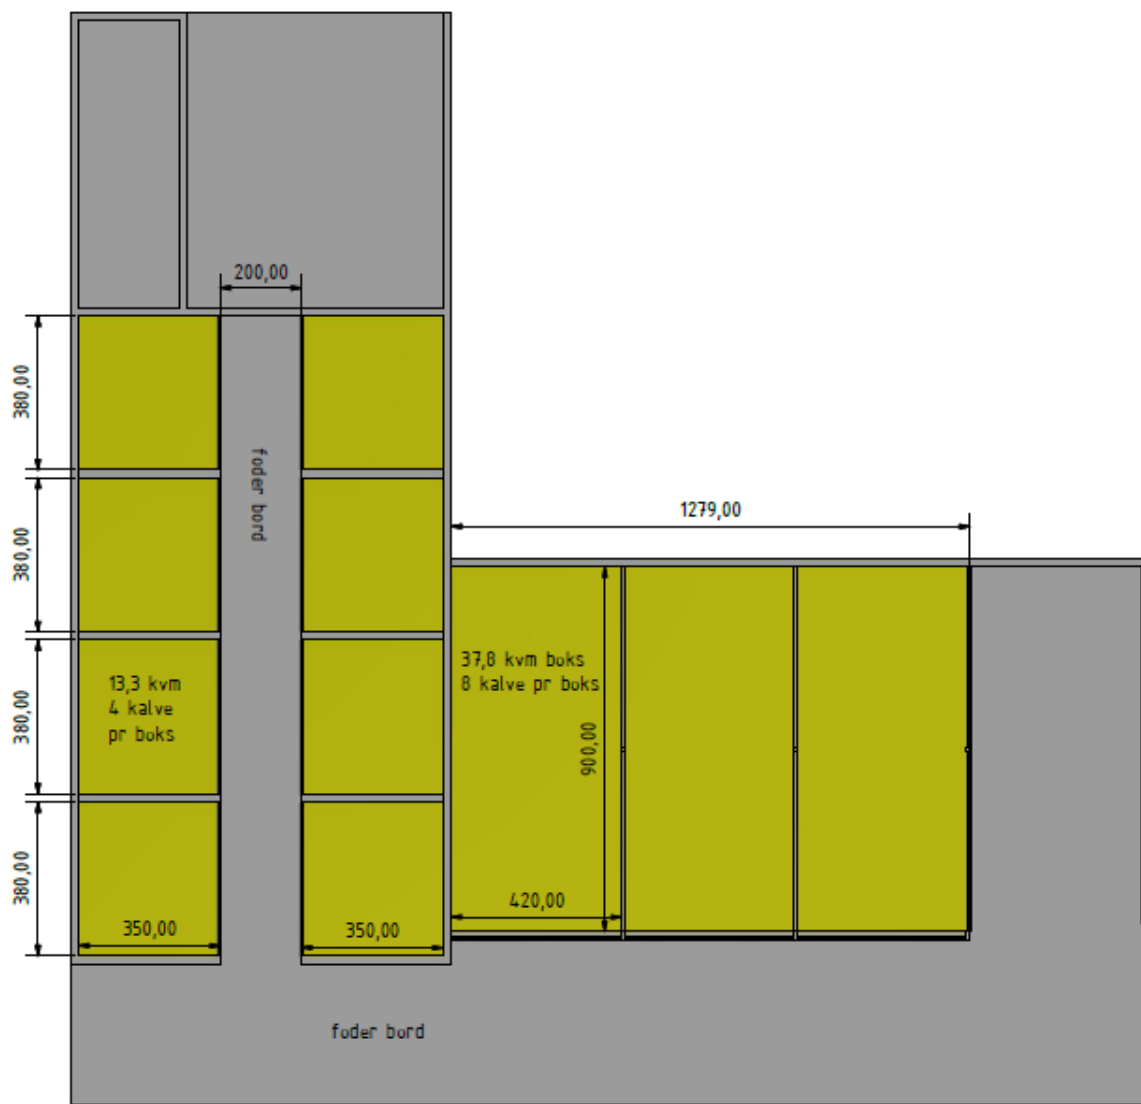 200,00
380,00
foder bord
1279,00
380,00
37,8 kvm boks
8 kalve pr boks
13,3 kvm
4 kalve
pr boks
380,00
900,00
380,00
420,00
350,00
350,00
foder bord